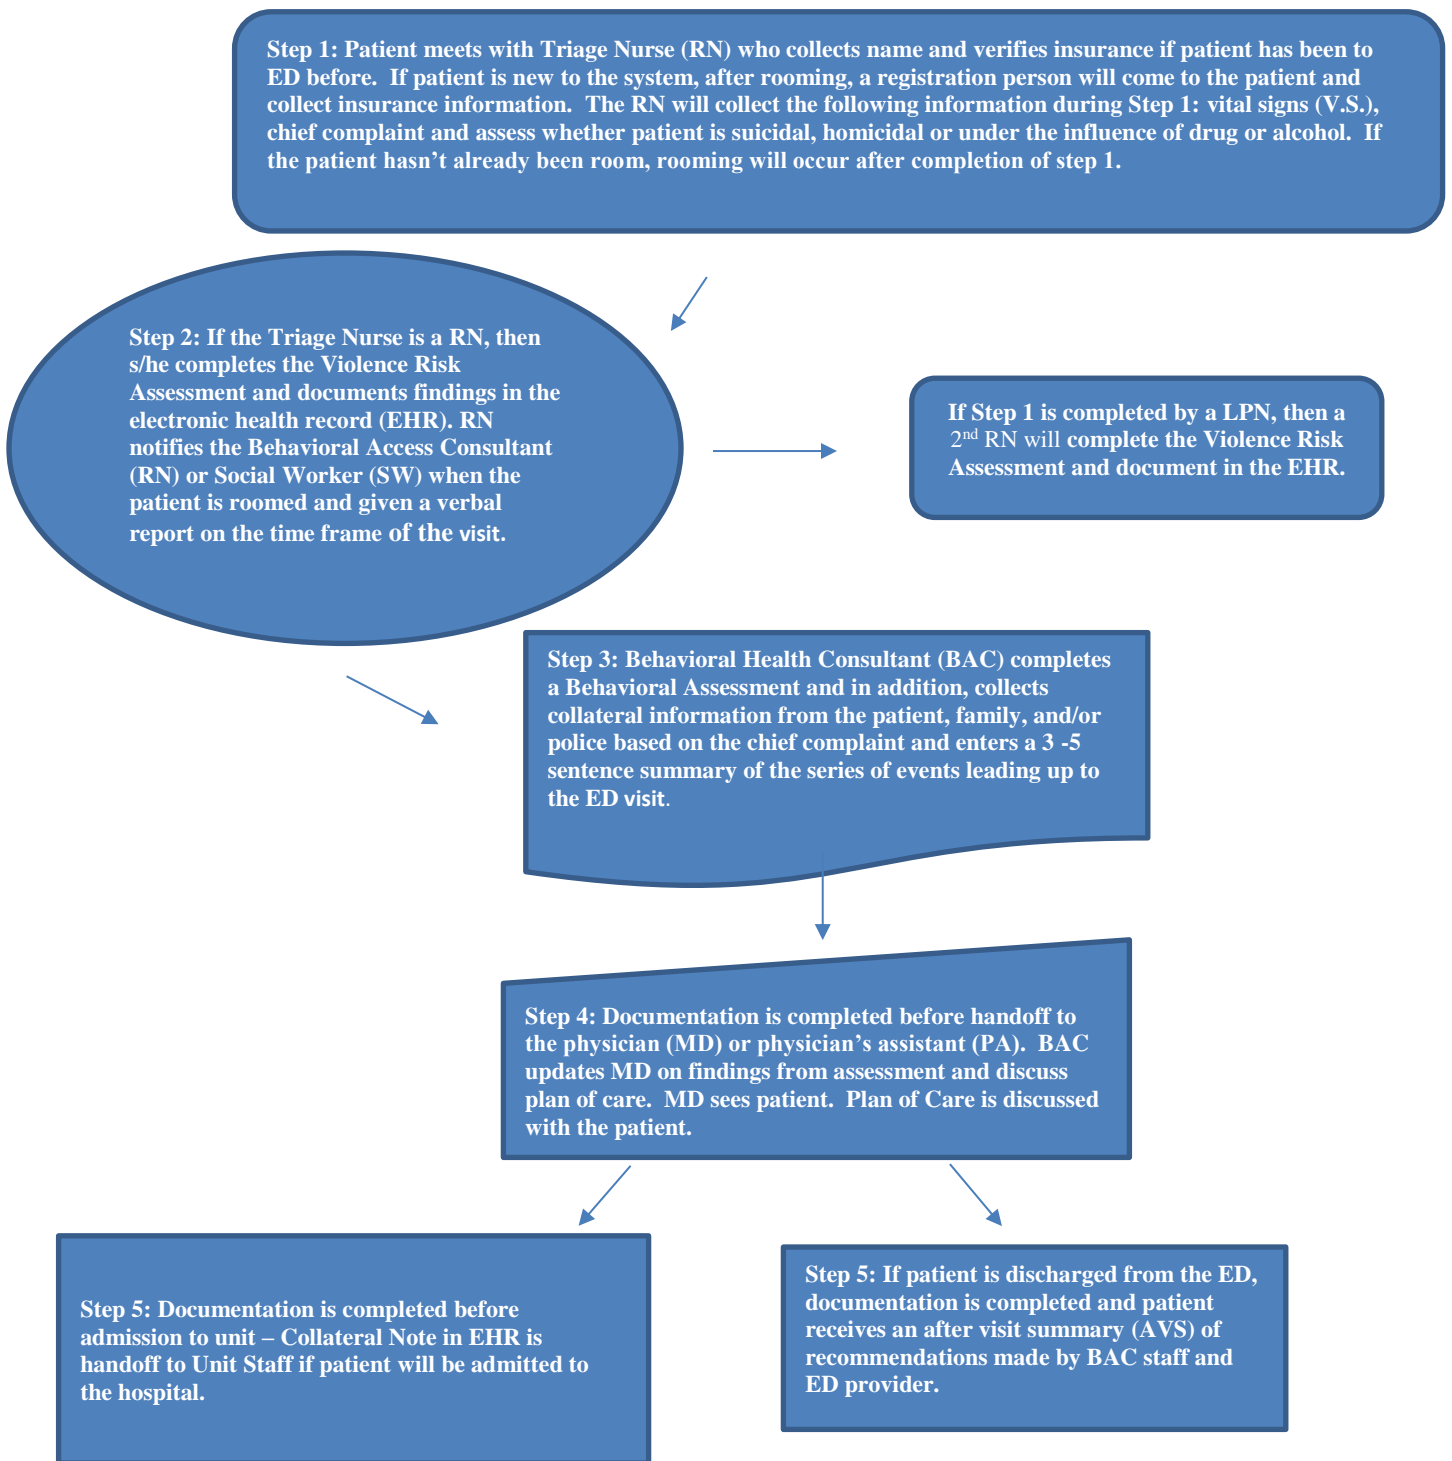 Step 1: Patient meets with Triage Nurse (RN) who collects name and verifies insurance if patient has been to
ED before.  If patient is new to the system, after rooming, a registration person will come to the patient and
collect insurance information.  The RN will collect the following information during Step 1: vital signs (V.S.),
chief complaint and assess whether patient is suicidal, homicidal or under the influence of drug or alcohol.  If
the patient hasn't already been room, rooming will occur after completion of step 1.
Step 2: If the Triage Nurse is a RN, then
s/he completes the Violence Risk
Assessment and documents findings in the
electronic health record (EHR). RN
notifies the Behavioral Access Consultant
(RN) or Social Worker (SW) when the
patient is roomed and given a verbal
report on the time frame of the visit.
If Step 1 is completed by a LPN, then a
2nd RN will complete the Violence Risk
Assessment and document in the EHR.
Step 3: Behavioral Health Consultant (BAC) completes
a Behavioral Assessment and in addition, collects
collateral information from the patient, family, and/or
police based on the chief complaint and enters a 3 -5
sentence summary of the series of events leading up to
the ED visit.
Step 4: Documentation is completed before handoff to
the physician (MD) or physician's assistant (PA).  BAC
updates MD on findings from assessment and discuss
plan of care.  MD sees patient.  Plan of Care is discussed
with the patient.
Step 5: Documentation is completed before
admission to unit – Collateral Note in EHR is
handoff to Unit Staff if patient will be admitted to
the hospital.
Step 5: If patient is discharged from the ED,
documentation is completed and patient
receives an after visit summary (AVS) of
recommendations made by BAC staff and
ED provider.